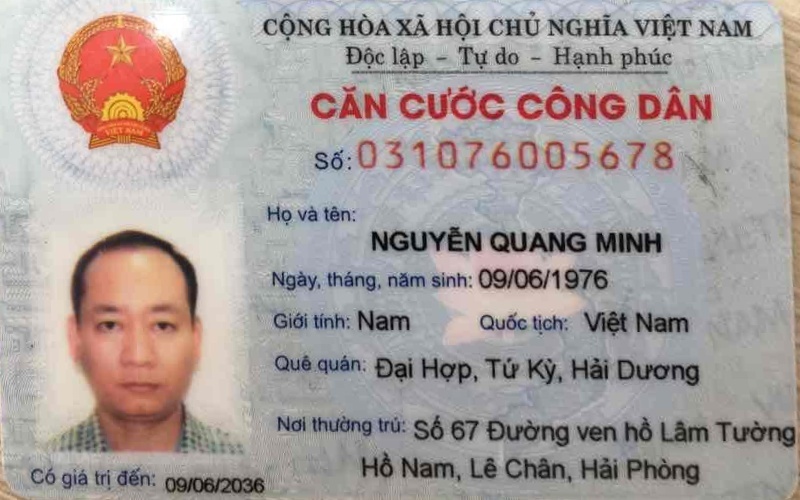 CỘNG HÒA XÃ HỘI CHỦ NGHĨA VIỆT NAM
Độc lập - Tự do - Hạnh phúc
CĂN CƯỚC CÔNG DÂN
Số: 031076005678
Họ và tên:
NGUYỄN QUANG MINH
Ngày, tháng, năm sinh: 09/06/1976
Giới tính: Nam Quốc tịch: Việt Nam
Quê quán: Đại Hợp, Tứ Kỳ, Hải Dương
Nơi thường trú: Số 67 Đường ven hồ Lâm Tường
Hồ Nam, Lê Chân, Hải Phòng
Có giá trị đến: 09/06/2036
VIỆT NAM